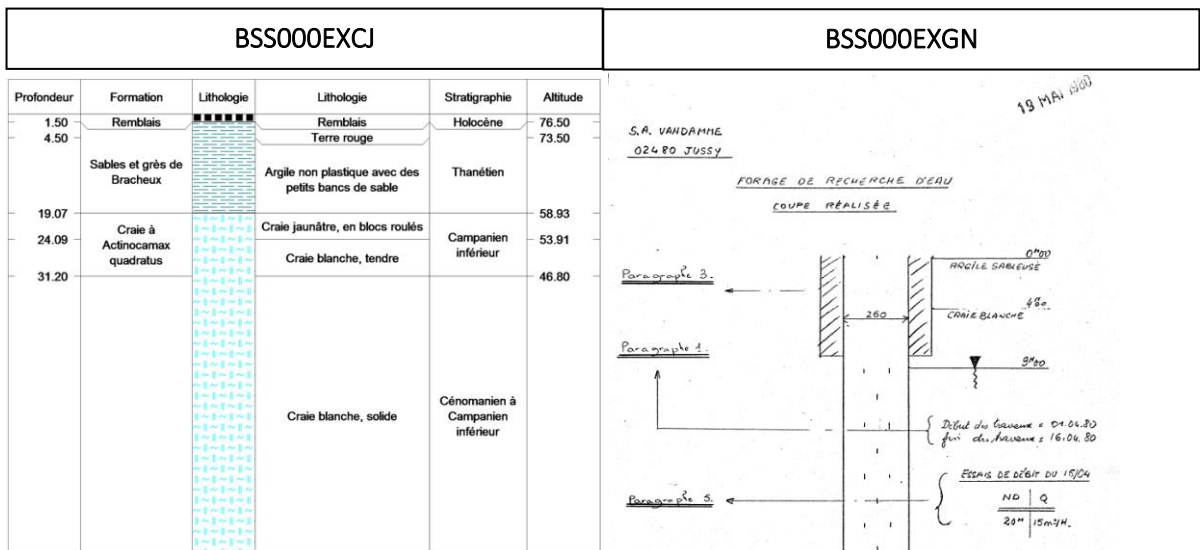 BSS000EXCJ
BSS000EXGN
Profondeur Formation Lithologie Lithologie Stratigraphie Altitude
1.50 Remblais Remblais Holocène 76.50
4.50 Terre rouge 73.50
Sables et grès de
Bracheux
Argile non plastique avec des
petits bancs de sable
Thanétien
19.07 58.93
Craie à
Actinocamax
quadratus
Craie jaunâtre, en blocs roulés
24.09 53.91
Craie blanche, tendre
Campanien
inférieur
31.20 46.80
Craie blanche, solide
Cénomanien à
Campanien
inférieur
19 MAI 1980
S.A. VANDAMME
02480 JUSSY
FORAGE DE RECHERCHE D'EAU
COUPE RÉALISÉE
0m00
ARGILE SABLEUSE
Paragraphe 3.
260
CRAIE BLANCHE
Paragraphe 1.
9m00
Début des travaux = 01.04.80
fin des travaux = 16.04.80
ESSAIS DE DÉBIT DU 15/04
Paragraphe 5.
ND Q
20m 15m3/H.